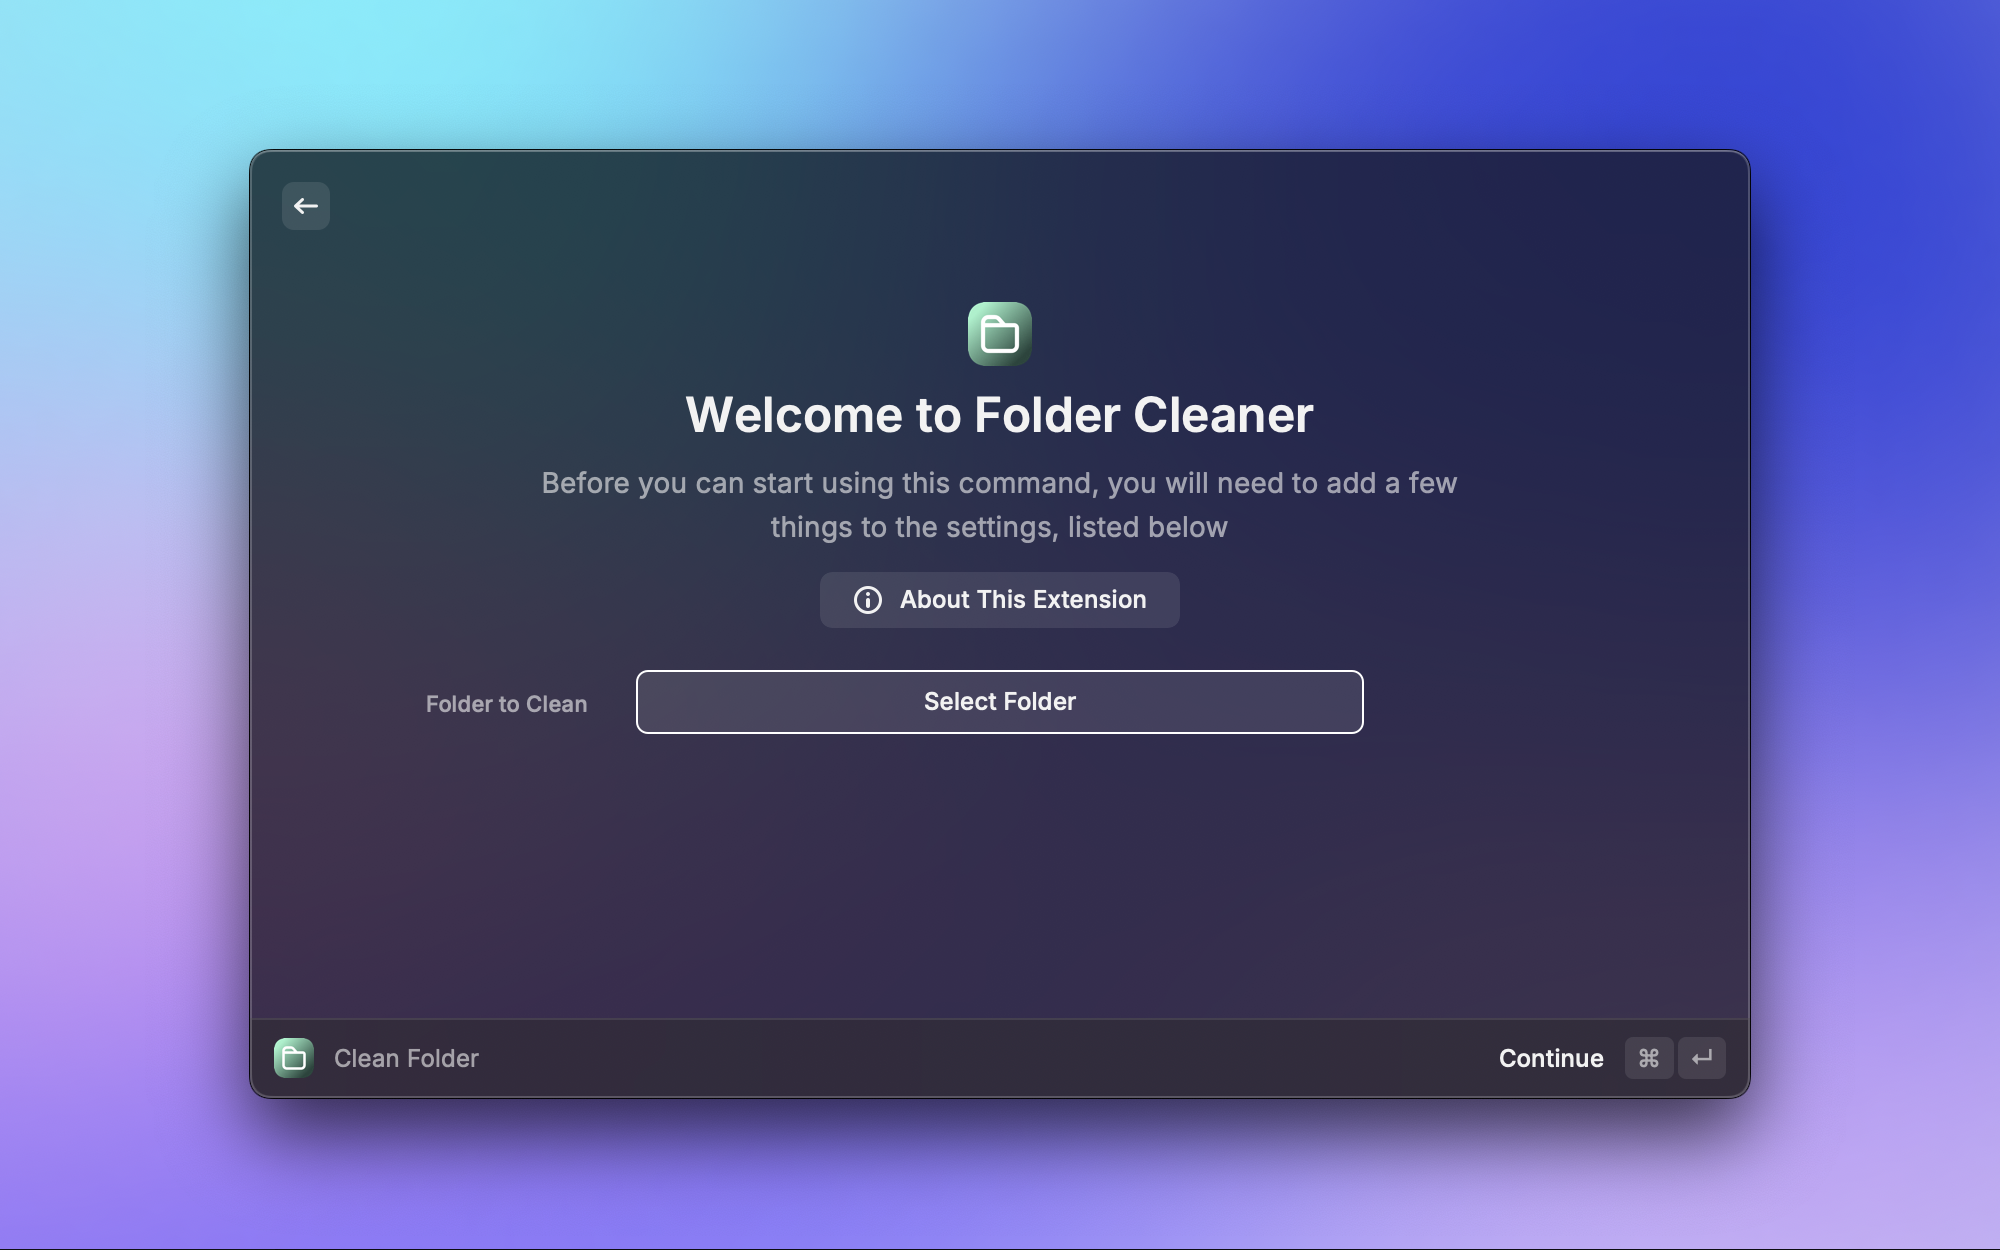 Welcome to Folder Cleaner
Before you can start using this command, you will need to add a few
things to the settings, listed below
About This Extension
Folder to Clean
Select Folder
Clean Folder
Continue ⌘ ↵